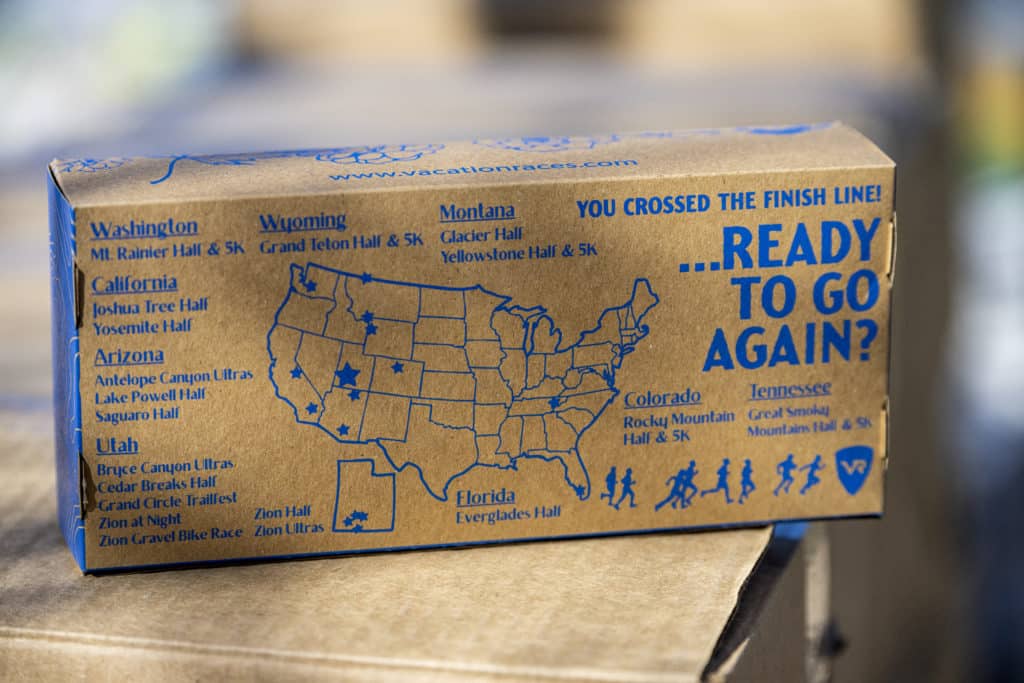 www.vacationraces.com
YOU CROSSED THE FINISH LINE!
...READY
TO GO
AGAIN?
Washington
Mt. Rainier Half & 5K
California
Joshua Tree Half
Yosemite Half
Arizona
Antelope Canyon Ultras
Lake Powell Half
Saguaro Half
Utah
Bryce Canyon Ultras
Cedar Breaks Half
Grand Circle Trailfest
Zion at Night
Zion Gravel Bike Race
Zion Half
Zion Ultras
Wyoming
Grand Teton Half & 5K
Montana
Glacier Half
Yellowstone Half & 5K
Florida
Everglades Half
Colorado
Rocky Mountain
Half & 5K
Tennessee
Great Smoky
Mountains Half & 5K
VR